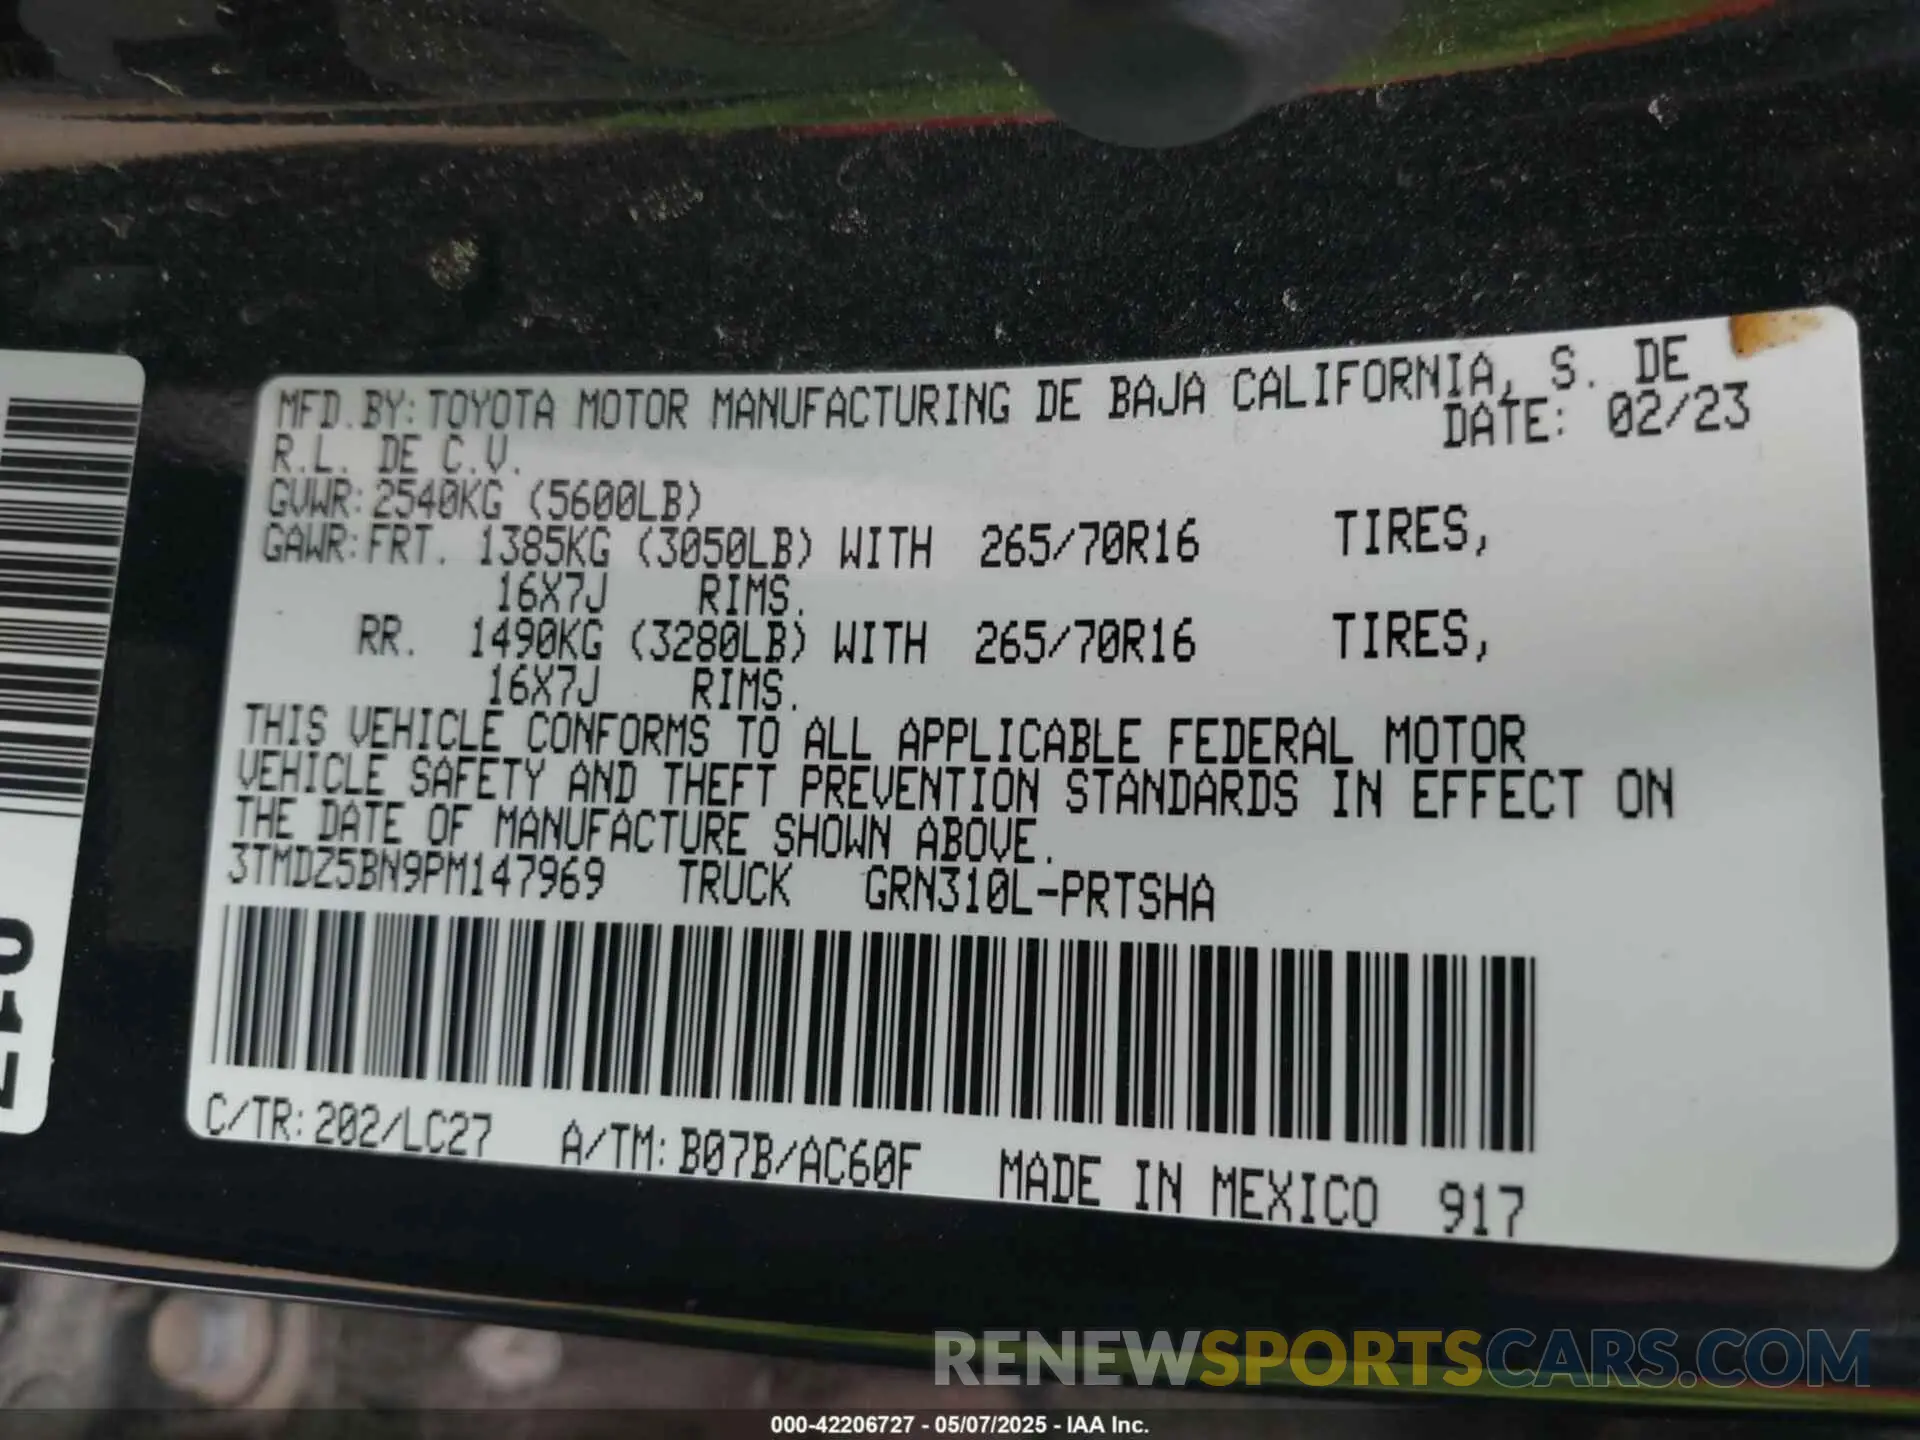 MFD.BY:TOYOTA MOTOR MANUFACTURING DE BAJA CALIFORNIA, S. DE
R.L. DE C.V. DATE: 02/23
GVWR:2540KG (5600LB)
GAWR:FRT. 1385KG (3050LB) WITH 265/70R16 TIRES,
16X7J RIMS.
RR. 1490KG (3280LB) WITH 265/70R16 TIRES,
16X7J RIMS.
THIS VEHICLE CONFORMS TO ALL APPLICABLE FEDERAL MOTOR
VEHICLE SAFETY AND THEFT PREVENTION STANDARDS IN EFFECT ON
THE DATE OF MANUFACTURE SHOWN ABOVE.
3TMDZ5BN9PM147969 TRUCK GRN310L-PRTSHA
C/TR:202/LC27 A/TM:B07B/AC60F MADE IN MEXICO 917
RENEWSPORTSCARS.COM
000-42206727 - 05/07/2025 - IAA Inc.